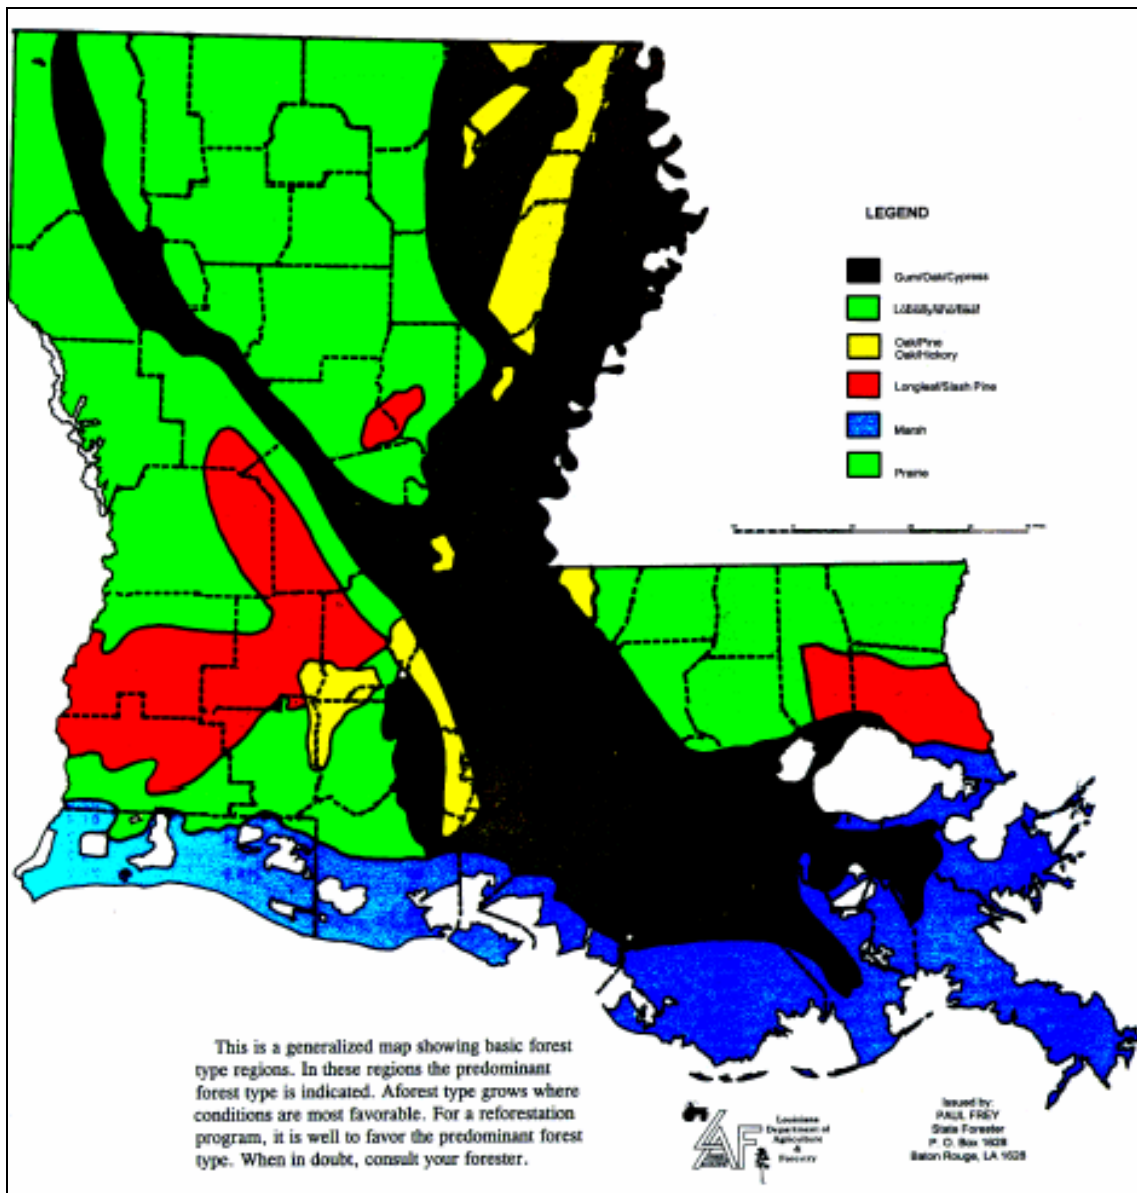 LEGEND
Gum/Oak/Cypress
Loblolly/shortleaf
Oak/Pine
Oak/Hickory
Longleaf/Slash Pine
Marsh
Prairie
This is a generalized map showing basic forest
type regions. In these regions the predominant
forest type is indicated. Aforest type grows where
conditions are most favorable. For a reforestation
program, it is well to favor the predominant forest
type. When in doubt, consult your forester.
Louisiana
Department of
Agriculture
&
Forestry
Issued by:
PAUL FREY
State Forester
P. O. Box 1628
Baton Rouge, LA 1628